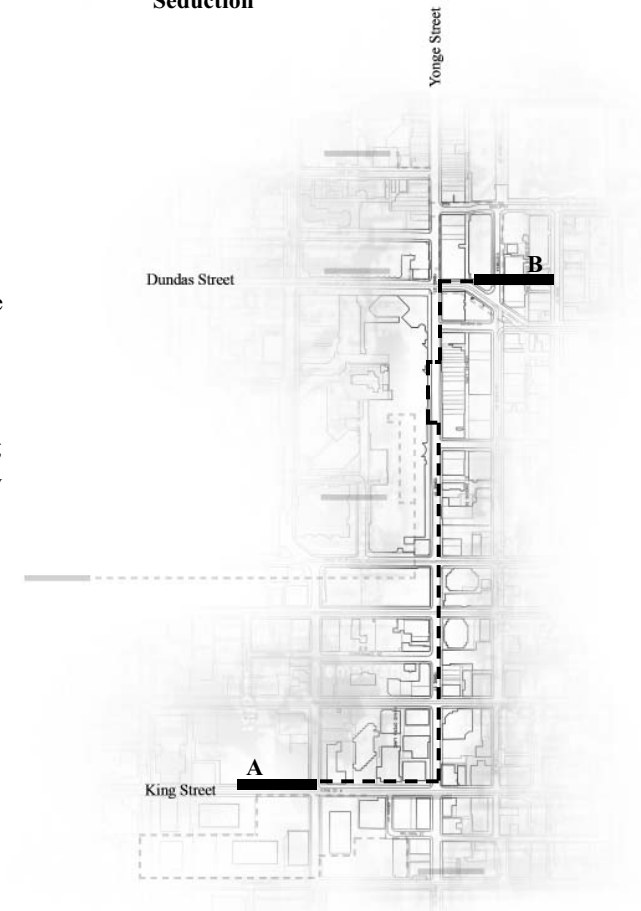 Seduction
Yonge Street
Dundas Street
B
A
King Street